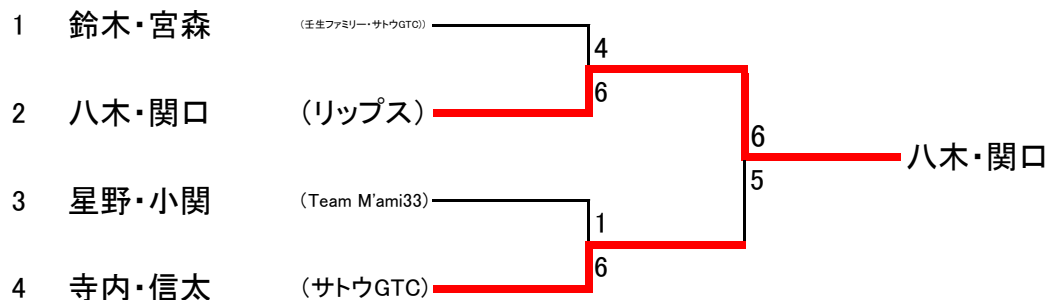 1 鈴木・宮森 (壬生ファミリー・サトウGTC))
4
6
2 八木・関口 (リップス)
6
5
八木・関口
3 星野・小関 (Team M'ami33)
1
6
4 寺内・信太 (サトウGTC)